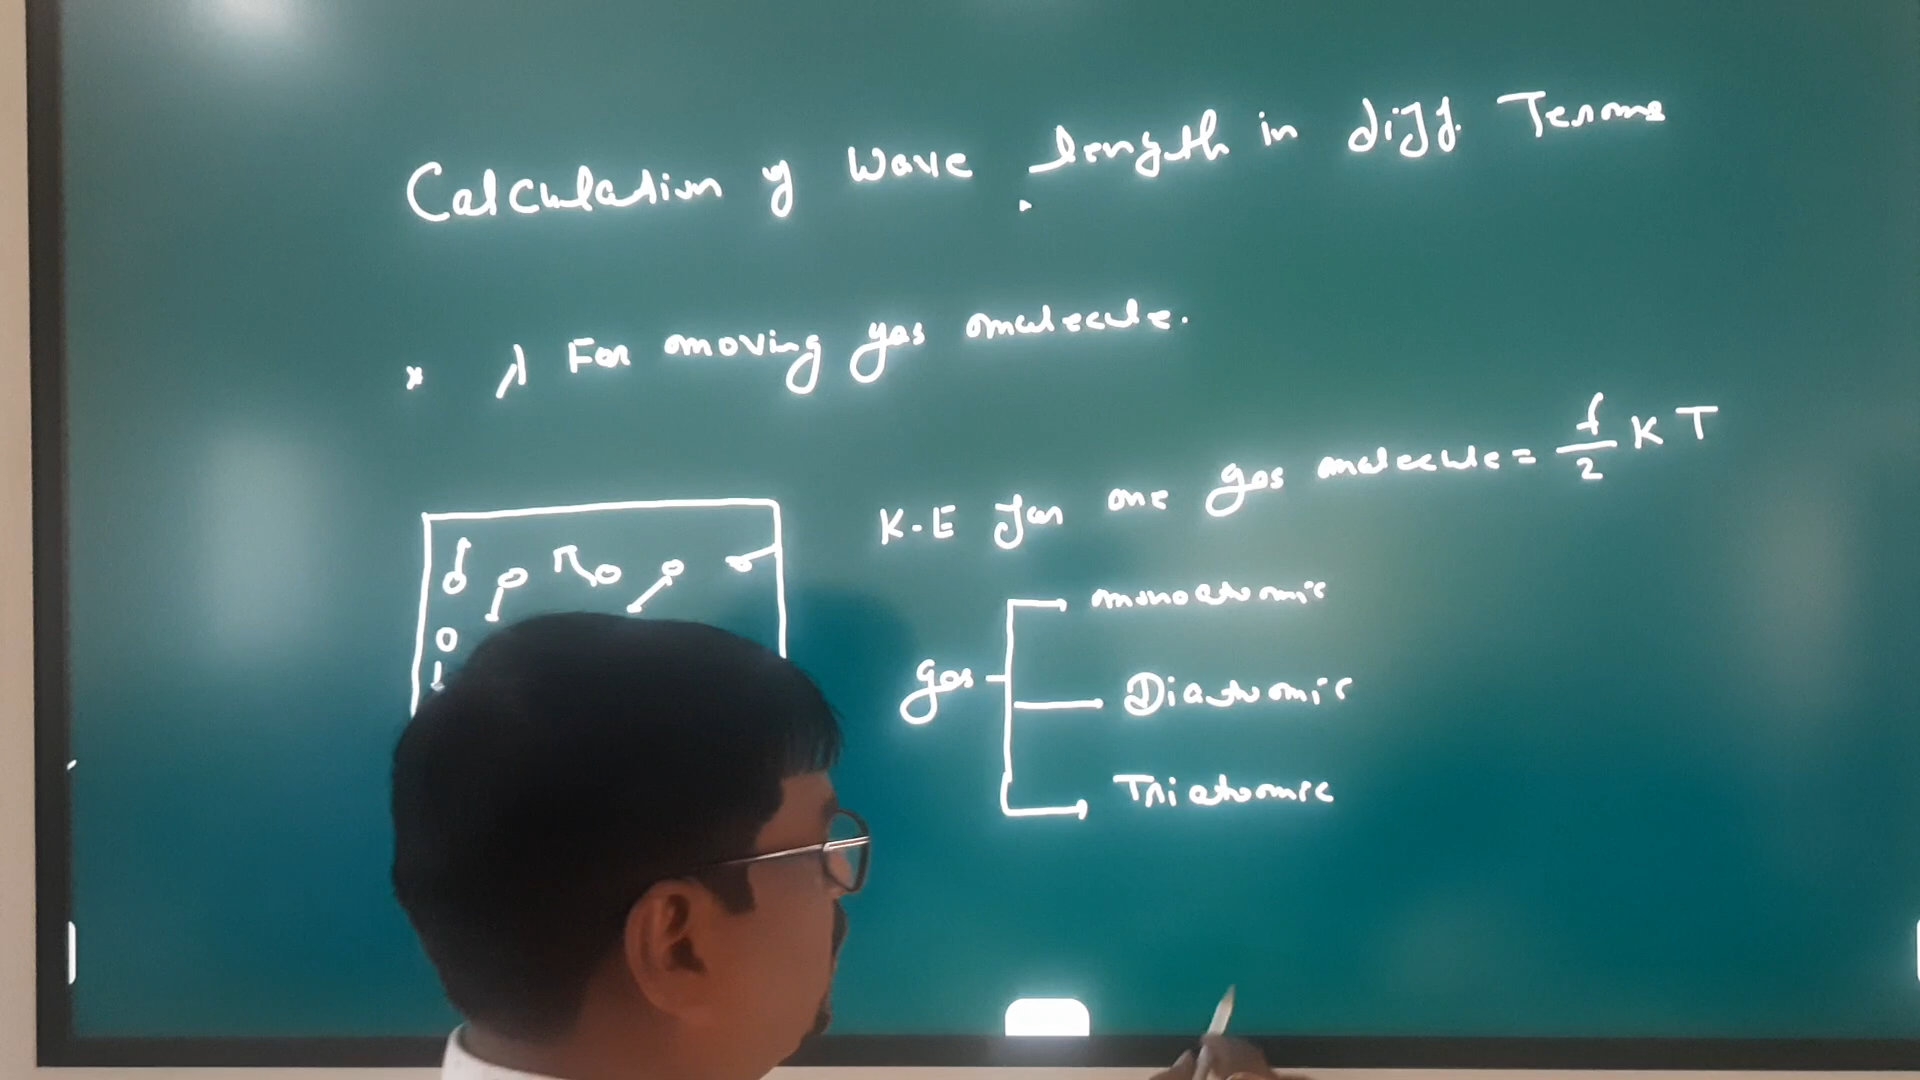 Calculation of Wave length in diff. Terms
* λ For moving gas molecule.
K.E for one gas molecule = f/2 KT
gas
monoatomic
Diatomic
Triatomic